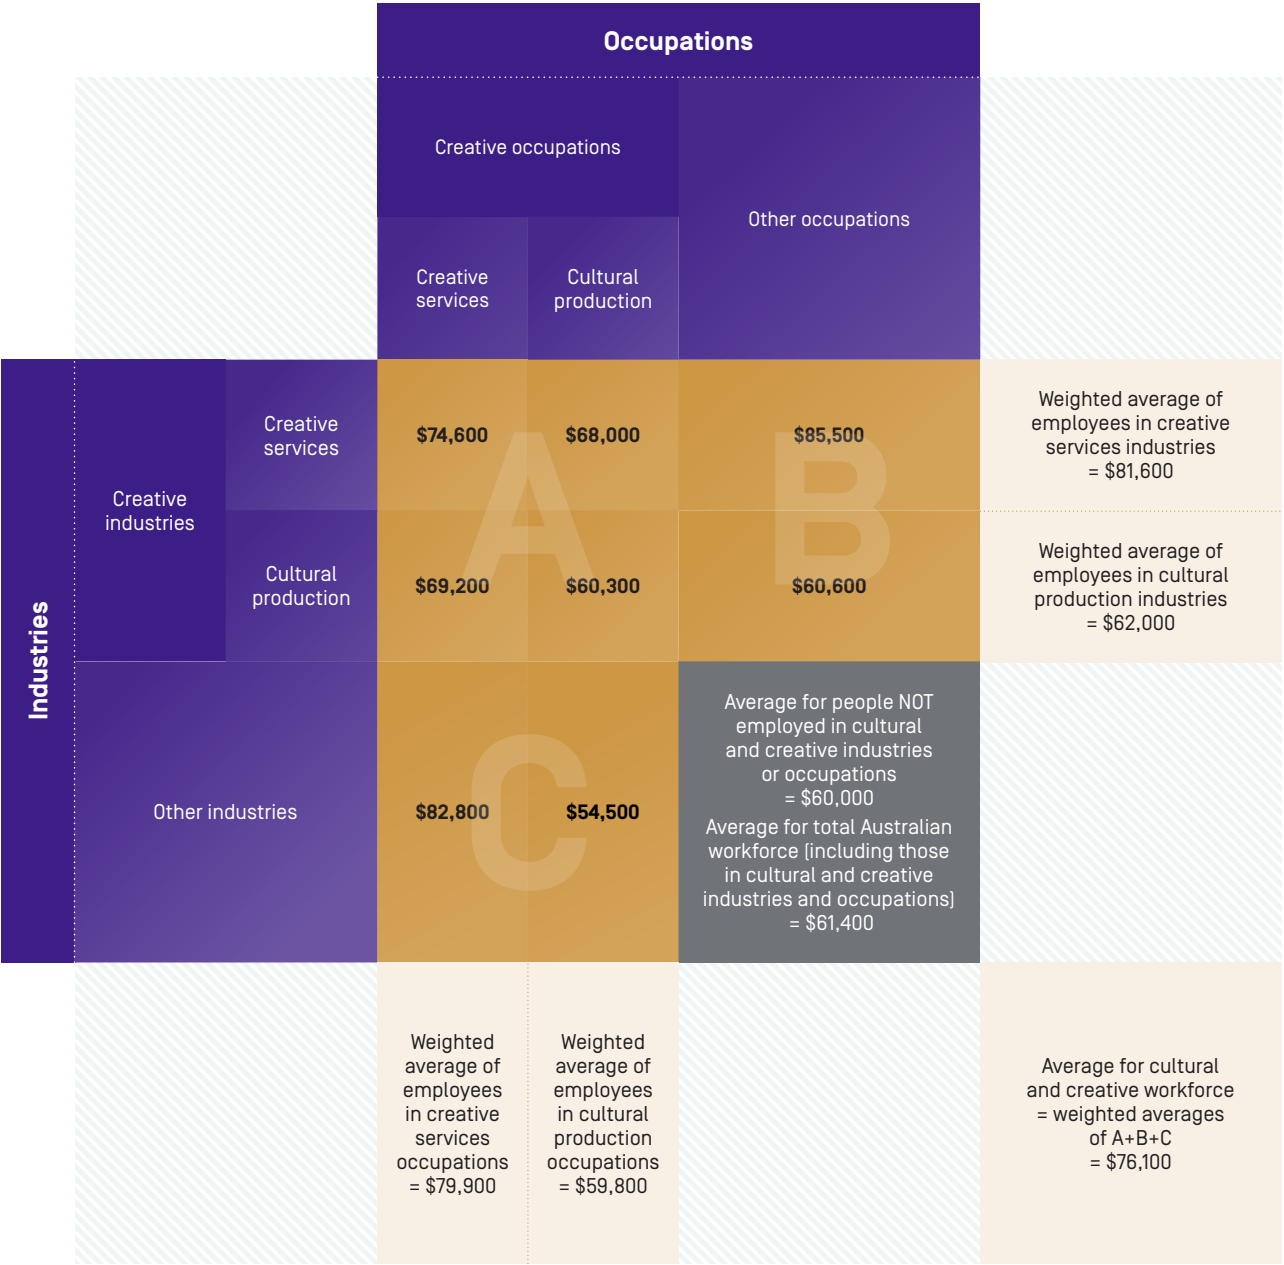 Occupations
Creative occupations
Other occupations
Creative
services
Cultural
production
Industries
Creative
industries
Creative
services
$74,600
$68,000
$85,500
Weighted average of
employees in creative
services industries
= $81,600
Cultural
production
$69,200
$60,300
$60,600
Weighted average of
employees in cultural
production industries
= $62,000
A
B
Other industries
$82,800
$54,500
C
Average for people NOT
employed in cultural
and creative industries
or occupations
= $60,000
Average for total Australian
workforce (including those
in cultural and creative
industries and occupations)
= $61,400
Weighted
average of
employees
in creative
services
occupations
= $79,900
Weighted
average of
employees
in cultural
production
occupations
= $59,800
Average for cultural
and creative workforce
= weighted averages
of A+B+C
= $76,100